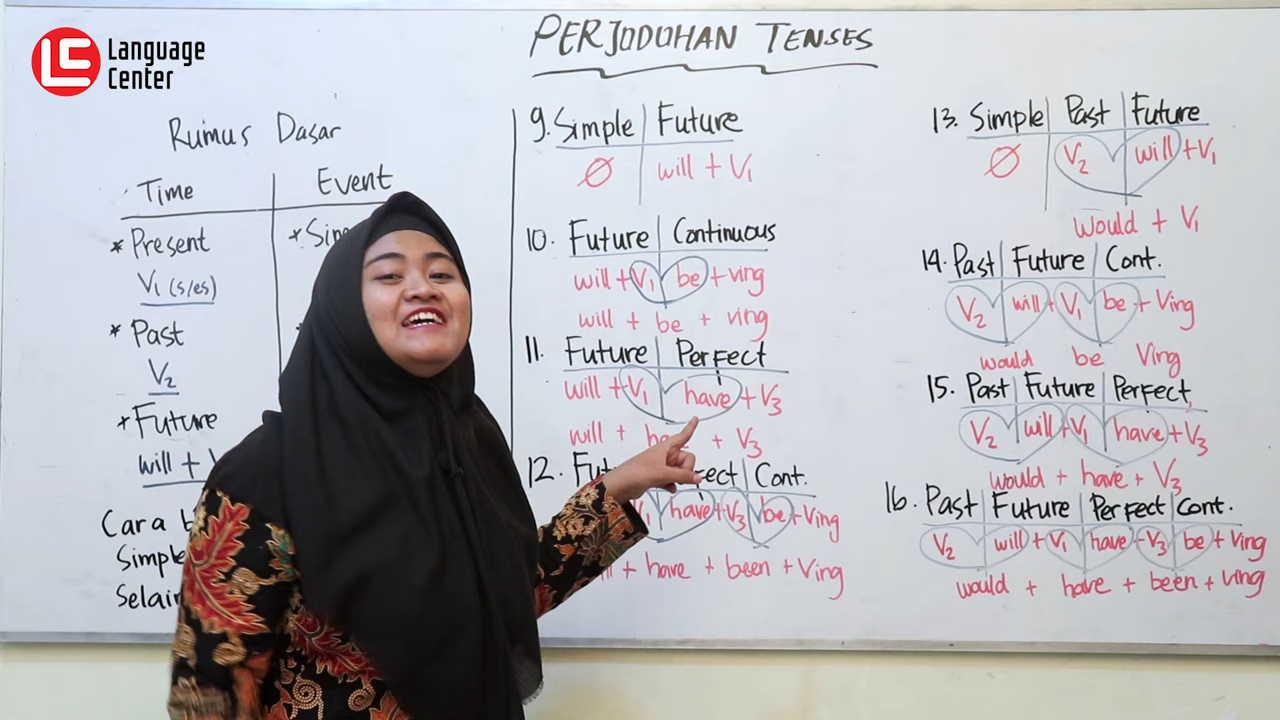 LC Language
Center
PERJODOHAN TENSES
Rumus Dasar
Time | Event
* Present
V1 (s/es)
* Past
V2
* Future
will +
Cara
Simple
* 
9. Simple | Future
Ø | will + V1
10. Future | Continuous
will + V1 | be + ving
will + be + ving
11. Future | Perfect
will + V1 | have + V3
will + + V3
12. | Cont.
V1 | have + V3 | be + Ving
+ have + been + Ving
13. Simple | Past | Future
Ø | V2 | will + V1
would + V1
14. Past | Future | Cont.
V2 | will + V1 | be + Ving
would be Ving
15. Past | Future | Perfect
V2 | will + V1 | have + V3
would + have + V3
16. Past | Future | Perfect | Cont.
V2 | will + V1 | have + V3 | be + Ving
would + have + been + ving